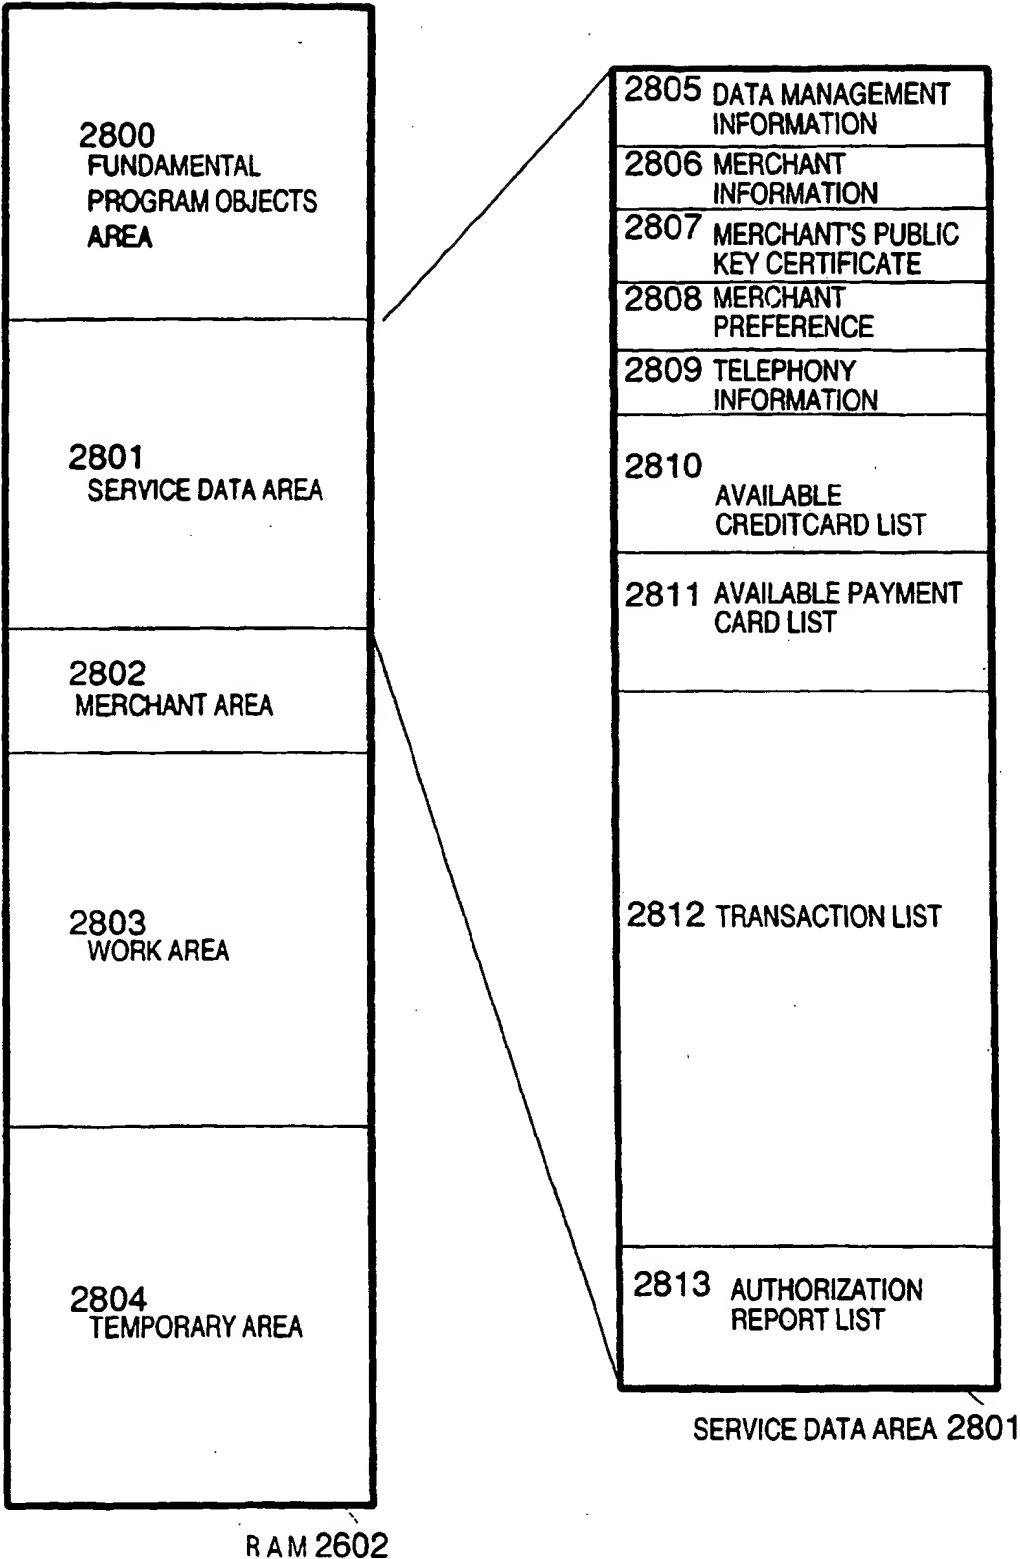 2800
FUNDAMENTAL
PROGRAM OBJECTS
AREA
2801
SERVICE DATA AREA
2802
MERCHANT AREA
2803
WORK AREA
2804
TEMPORARY AREA
RAM 2602
2805 DATA MANAGEMENT
INFORMATION
2806 MERCHANT
INFORMATION
2807 MERCHANT'S PUBLIC
KEY CERTIFICATE
2808 MERCHANT
PREFERENCE
2809 TELEPHONY
INFORMATION
2810
AVAILABLE
CREDITCARD LIST
2811 AVAILABLE PAYMENT
CARD LIST
2812 TRANSACTION LIST
2813 AUTHORIZATION
REPORT LIST
SERVICE DATA AREA 2801